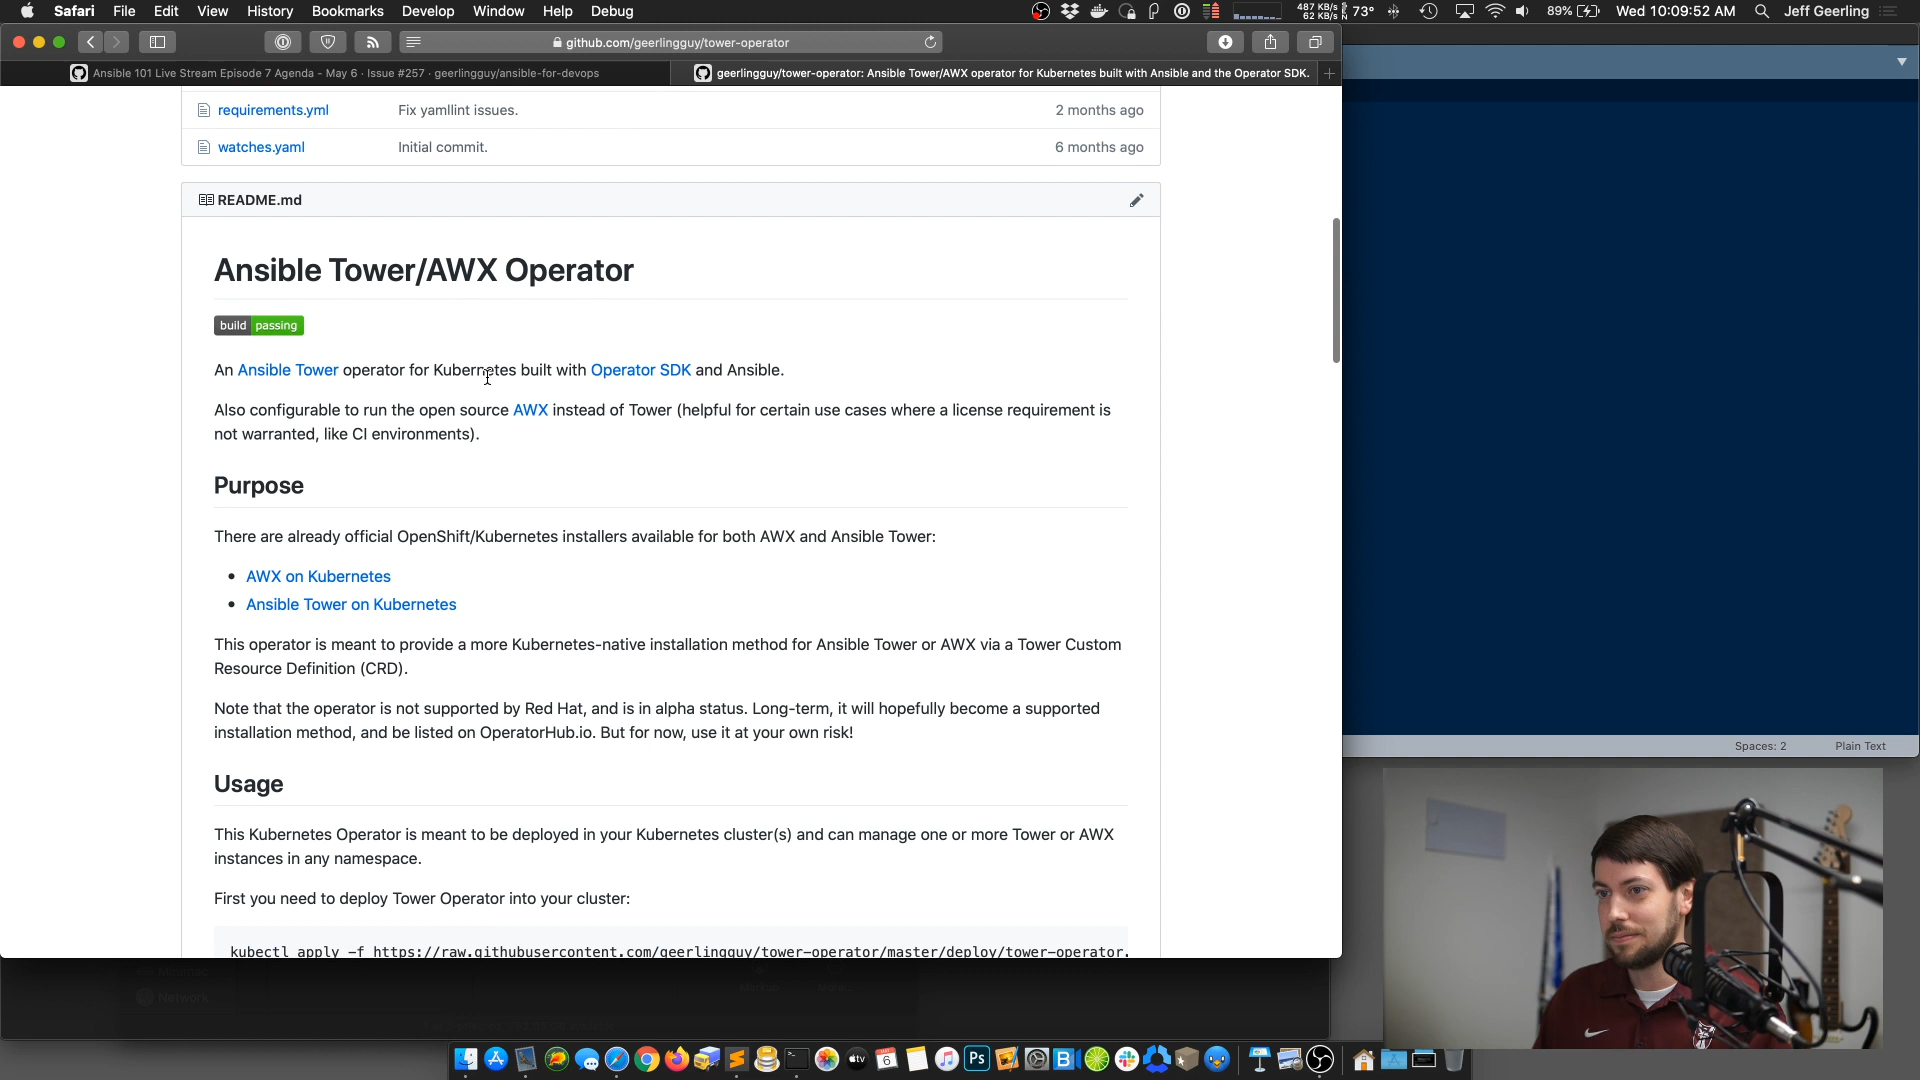 Safari File Edit View History Bookmarks Develop Window Help Debug
487 KB/s
62 KB/s
73°
89%
Wed 10:09:52 AM
Jeff Geerling
github.com/geerlingguy/tower-operator
Ansible 101 Live Stream Episode 7 Agenda - May 6 · Issue #257 · geerlingguy/ansible-for-devops
geerlingguy/tower-operator: Ansible Tower/AWX operator for Kubernetes built with Ansible and the Operator SDK.
requirements.yml Fix yamllint issues. 2 months ago
watches.yaml Initial commit. 6 months ago
README.md
Ansible Tower/AWX Operator
build passing
An Ansible Tower operator for Kubernetes built with Operator SDK and Ansible.
Also configurable to run the open source AWX instead of Tower (helpful for certain use cases where a license requirement is
not warranted, like CI environments).
Purpose
There are already official OpenShift/Kubernetes installers available for both AWX and Ansible Tower:
• AWX on Kubernetes
• Ansible Tower on Kubernetes
This operator is meant to provide a more Kubernetes-native installation method for Ansible Tower or AWX via a Tower Custom
Resource Definition (CRD).
Note that the operator is not supported by Red Hat, and is in alpha status. Long-term, it will hopefully become a supported
installation method, and be listed on OperatorHub.io. But for now, use it at your own risk!
Usage
This Kubernetes Operator is meant to be deployed in your Kubernetes cluster(s) and can manage one or more Tower or AWX
instances in any namespace.
First you need to deploy Tower Operator into your cluster:
kubectl apply -f https://raw.githubusercontent.com/geerlingguy/tower-operator/master/deploy/tower-operator.
Spaces: 2 Plain Text
Network
tv
6
Ps